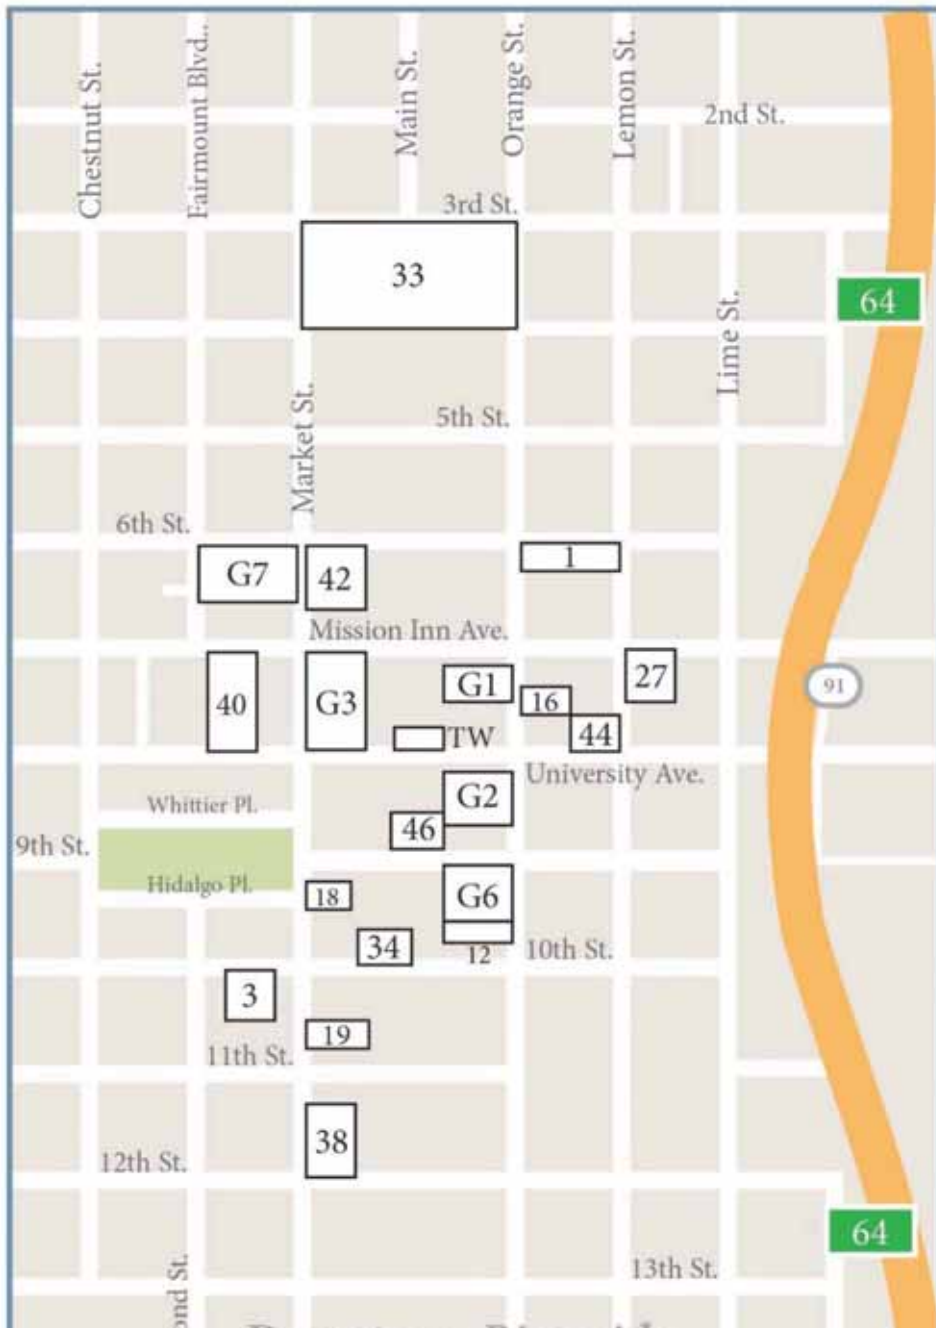 Chestnut St.
Fairmount Blvd..
Main St.
Orange St.
Lemon St.
2nd St.
3rd St.
33
64
Lime St.
Market St.
5th St.
6th St.
G7
42
1
Mission Inn Ave.
40
G3
G1
16
27
91
TW
44
University Ave.
G2
Whittier Pl.
46
9th St.
Hidalgo Pl.
18
G6
34
12
10th St.
3
19
11th St.
38
12th St.
64
13th St.